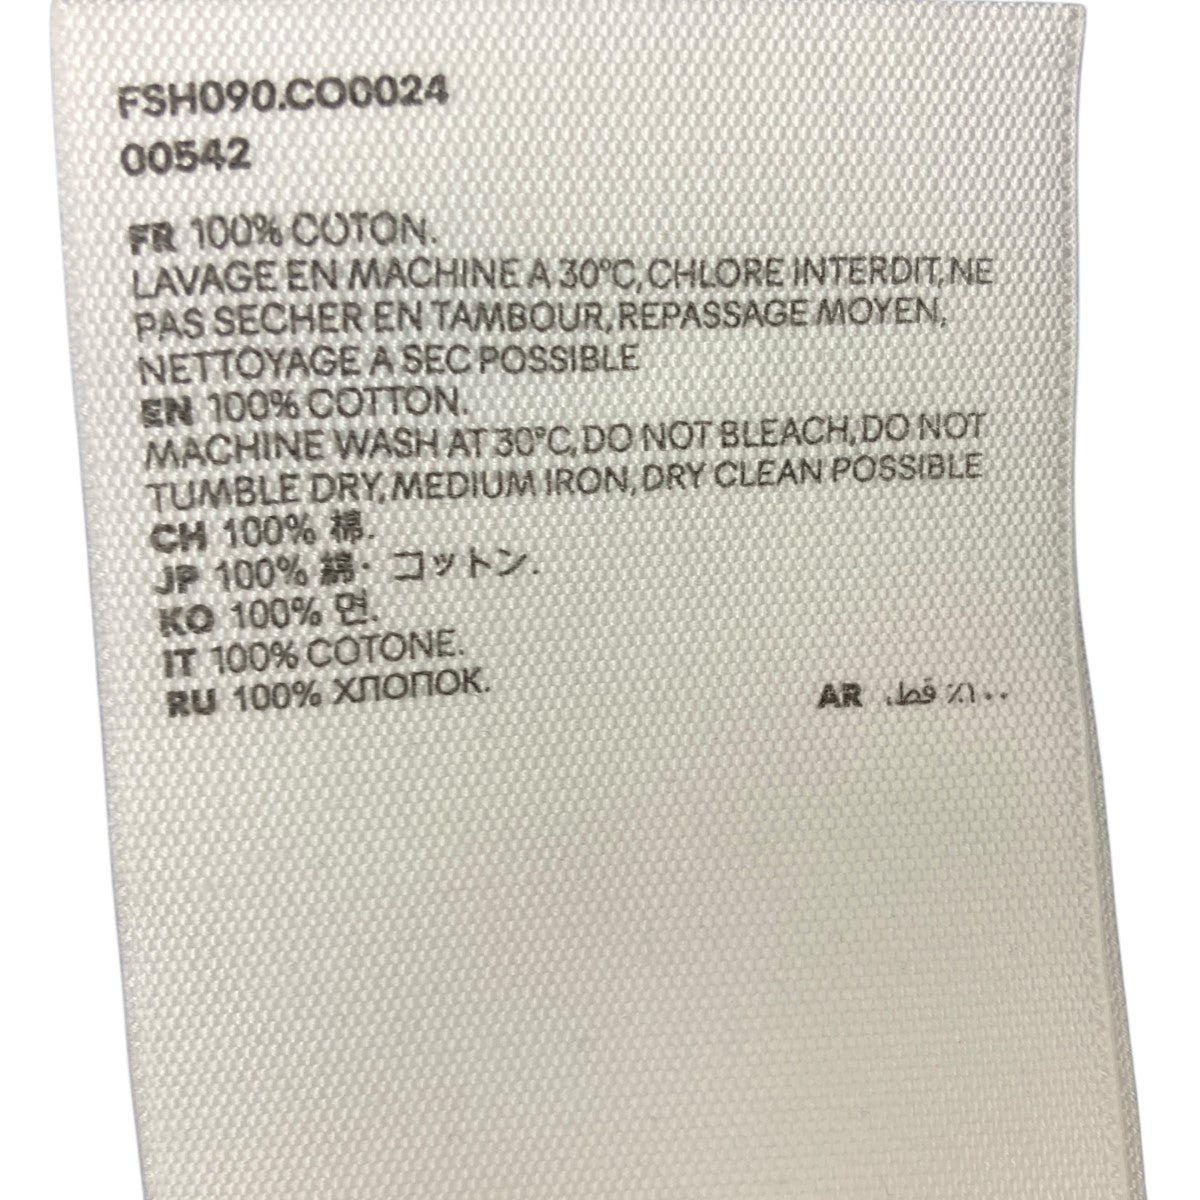 FSH090.CO0024
00542
FR 100% COTON.
LAVAGE EN MACHINE A 30°C, CHLORE INTERDIT, NE
PAS SECHER EN TAMBOUR, REPASSAGE MOYEN,
NETTOYAGE A SEC POSSIBLE
EN 100% COTTON.
MACHINE WASH AT 30°C, DO NOT BLEACH, DO NOT
TUMBLE DRY, MEDIUM IRON, DRY CLEAN POSSIBLE
CH 100% 棉.
JP 100% 綿・コットン.
KO 100% 면.
IT 100% COTONE.
RU 100% ХЛОПОК.
AR ١٠٠٪ قطن.